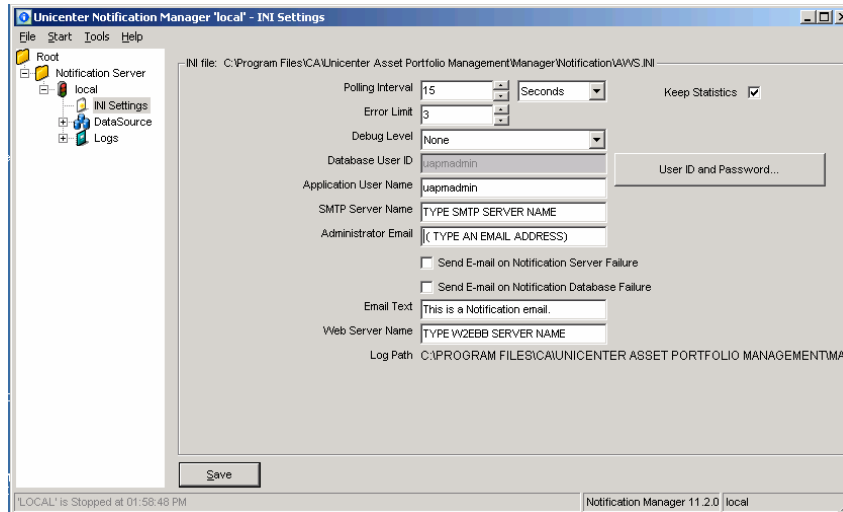 Unicenter Notification Manager 'local' - INI Settings
File Start Tools Help
Root
Notification Server
local
INI Settings
DataSource
Logs
INI file: C:\Program Files\CA\Unicenter Asset Portfolio Management\Manager\Notification\AWS.INI
Polling Interval 15 Seconds Keep Statistics
Error Limit 3
Debug Level None
Database User ID uapmadmin User ID and Password...
Application User Name uapmadmin
SMTP Server Name TYPE SMTP SERVER NAME
Administrator Email ( TYPE AN EMAIL ADDRESS)
Send E-mail on Notification Server Failure
Send E-mail on Notification Database Failure
Email Text This is a Notification email.
Web Server Name TYPE W2EBB SERVER NAME
Log Path C:\PROGRAM FILES\CA\UNICENTER ASSET PORTFOLIO MANAGEMENT\MA
Save
'LOCAL' is Stopped at 01:58:48 PM Notification Manager 11.2.0 local